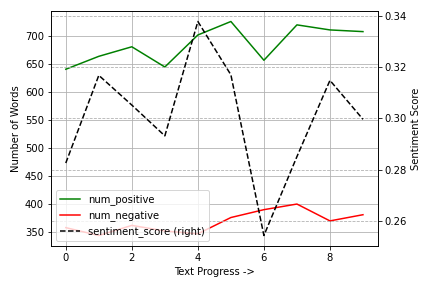 0.34
700
0.32
650
600
0.30
550
500
0.28
450
400
0.26
350
Number of Words
Sentiment Score
num_positive
num_negative
sentiment_score (right)
0 2 4 6 8
Text Progress ->